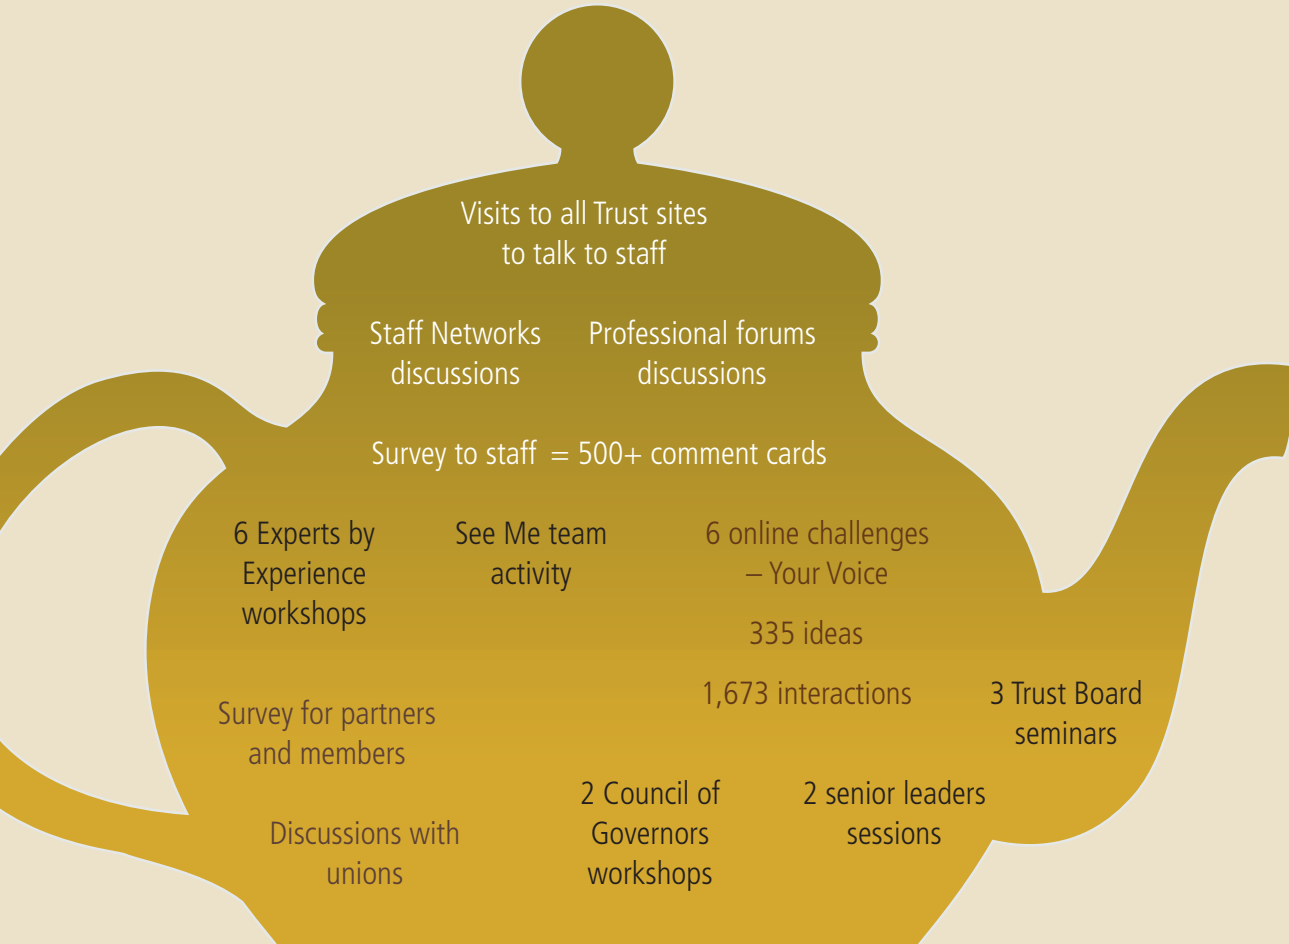 Visits to all Trust sites
to talk to staff
Staff Networks
discussions
Professional forums
discussions
Survey to staff = 500+ comment cards
6 Experts by
Experience
workshops
See Me team
activity
6 online challenges
– Your Voice
335 ideas
1,673 interactions
3 Trust Board
seminars
Survey for partners
and members
2 Council of
Governors
workshops
2 senior leaders
sessions
Discussions with
unions